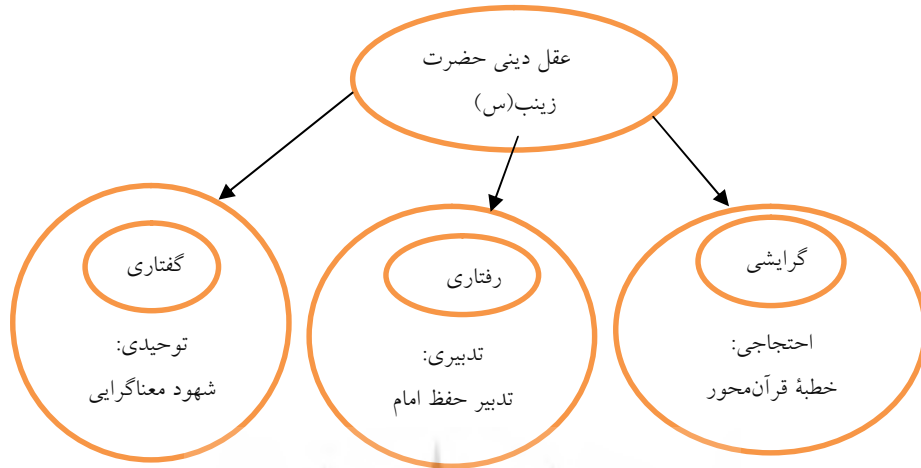 عقل دینی حضرت
زینب(س)
گرایشی
احتجاجی:
خطبۀ قرآن‌محور
رفتاری
تدبیری:
تدبیر حفظ امام
گفتاری
توحیدی:
شهود معناگرایی